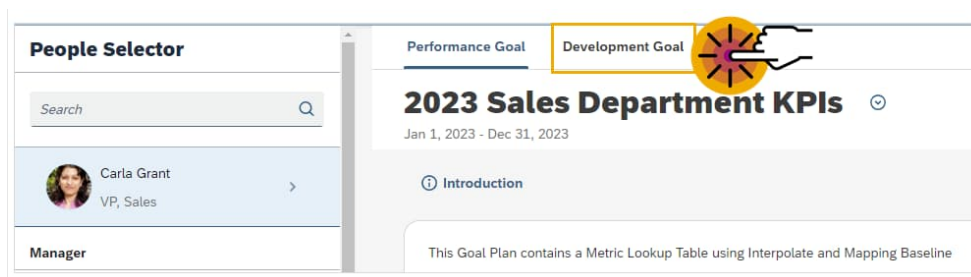 People Selector
Search
Carla Grant
VP, Sales
Manager
Performance Goal Development Goal
2023 Sales Department KPIs
Jan 1, 2023 - Dec 31, 2023
Introduction
This Goal Plan contains a Metric Lookup Table using Interpolate and Mapping Baseline